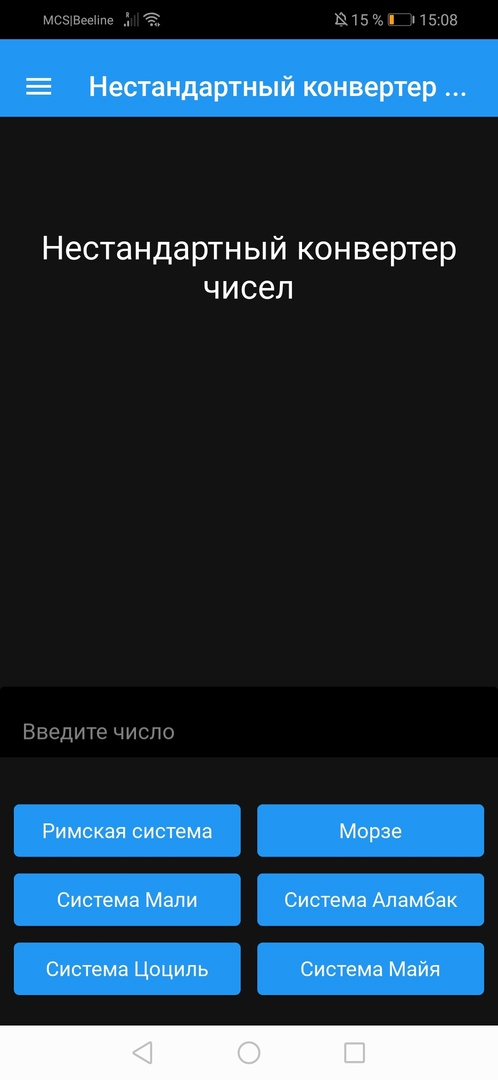 MCS|Beeline 15 % 15:08
Нестандартный конвертер ...
Нестандартный конвертер
чисел
Введите число
Римская система
Морзе
Система Мали
Система Аламбак
Система Цоциль
Система Майя